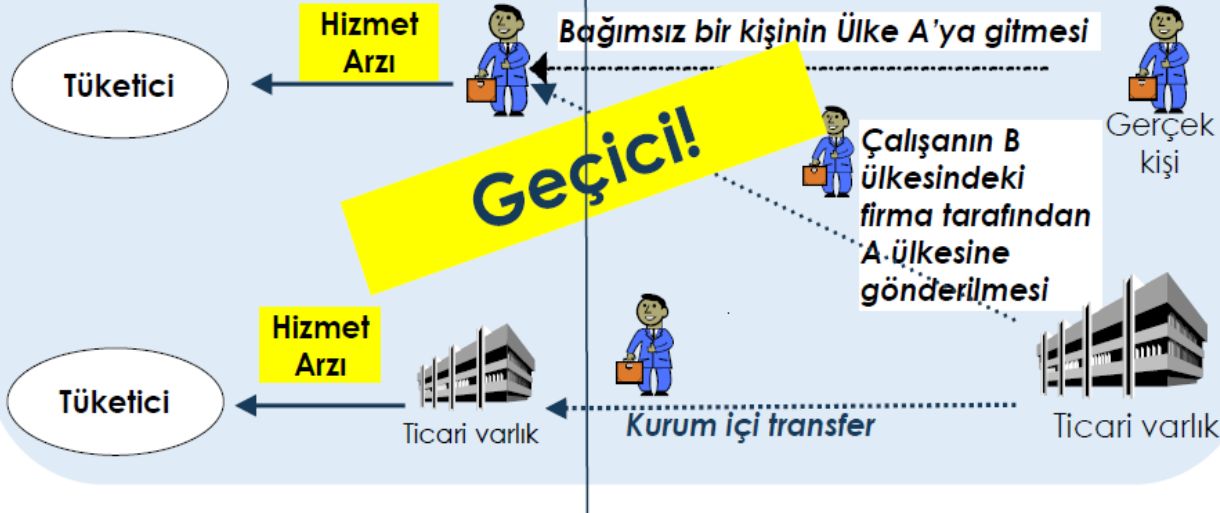 Hizmet
Arzı
Bağımsız bir kişinin Ülke A'ya gitmesi
Tüketici
Gerçek
kişi
Geçici!
Çalışanın B
ülkesindeki
firma tarafından
A ülkesine
gönderilmesi
Hizmet
Arzı
Tüketici
Ticari varlık
Kurum içi transfer
Ticari varlık